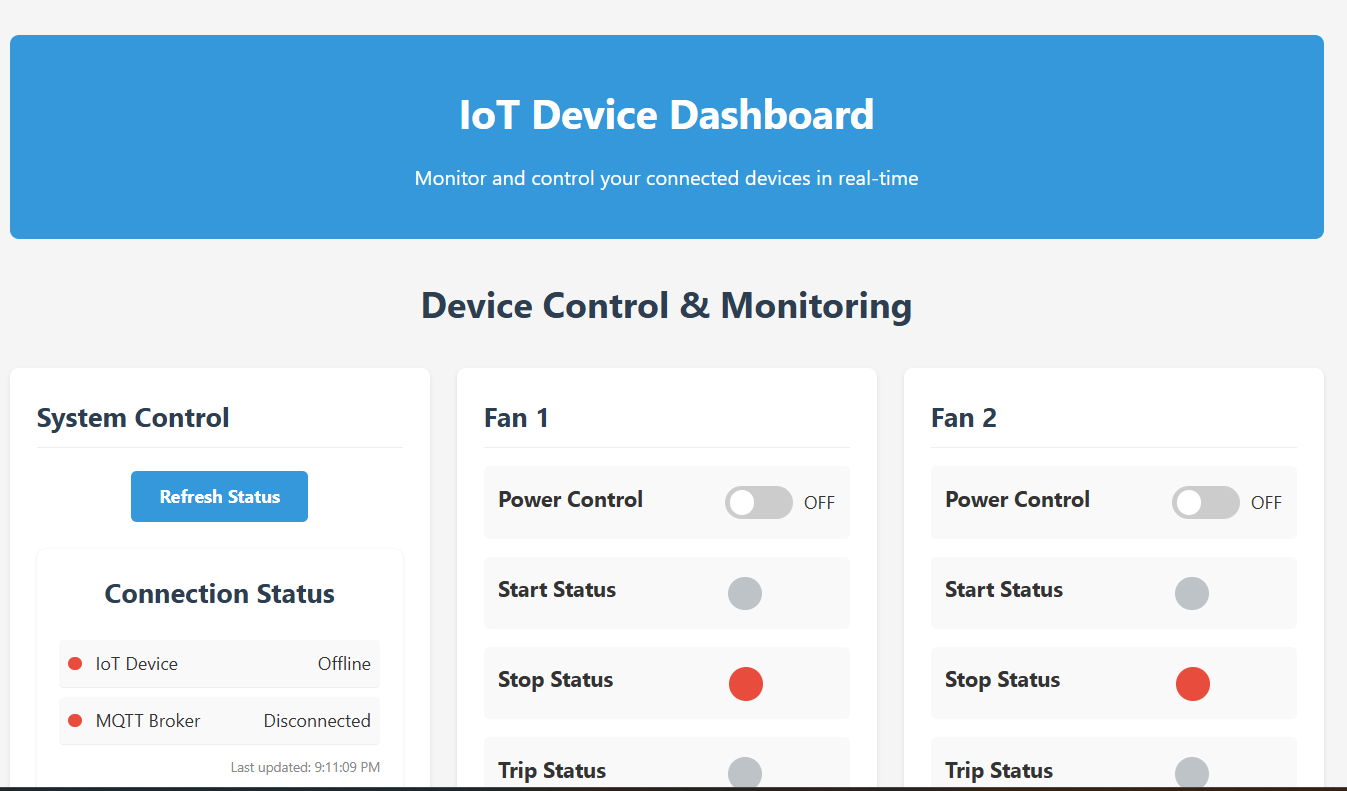 IoT Device Dashboard
Monitor and control your connected devices in real-time
Device Control & Monitoring
System Control
Refresh Status
Connection Status
IoT Device Offline
MQTT Broker Disconnected
Last updated: 9:11:09 PM
Fan 1
Power Control OFF
Start Status
Stop Status
Trip Status
Fan 2
Power Control OFF
Start Status
Stop Status
Trip Status